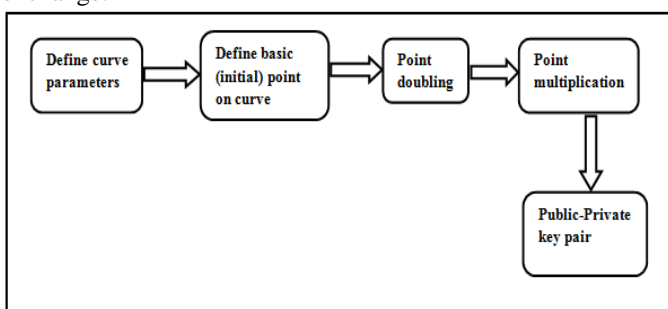 Define curve
parameters
Define basic
(initial) point
on curve
Point
doubling
Point
multiplication
Public-Private
key pair